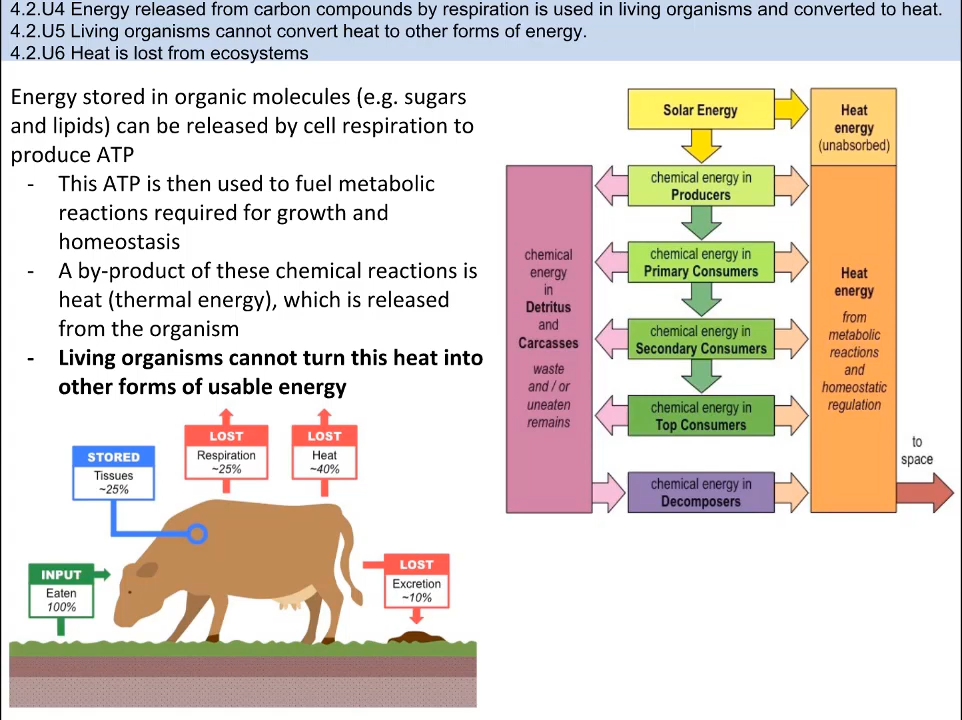 4.2.U4 Energy released from carbon compounds by respiration is used in living organisms and converted to heat.
4.2.U5 Living organisms cannot convert heat to other forms of energy.
4.2.U6 Heat is lost from ecosystems
Energy stored in organic molecules (e.g. sugars
and lipids) can be released by cell respiration to
produce ATP
- This ATP is then used to fuel metabolic
reactions required for growth and
homeostasis
- A by-product of these chemical reactions is
heat (thermal energy), which is released
from the organism
- Living organisms cannot turn this heat into
other forms of usable energy
STORED
Tissues
~25%
LOST
Respiration
~25%
LOST
Heat
~40%
INPUT
Eaten
100%
LOST
Excretion
~10%
Solar Energy
Heat
energy
(unabsorbed)
chemical energy in
Producers
chemical energy in
Primary Consumers
chemical energy in
Secondary Consumers
chemical energy in
Top Consumers
chemical energy in
Decomposers
chemical
energy
in
Detritus
and
Carcasses
waste
and / or
uneaten
remains
Heat
energy
from
metabolic
reactions
and
homeostatic
regulation
to
space